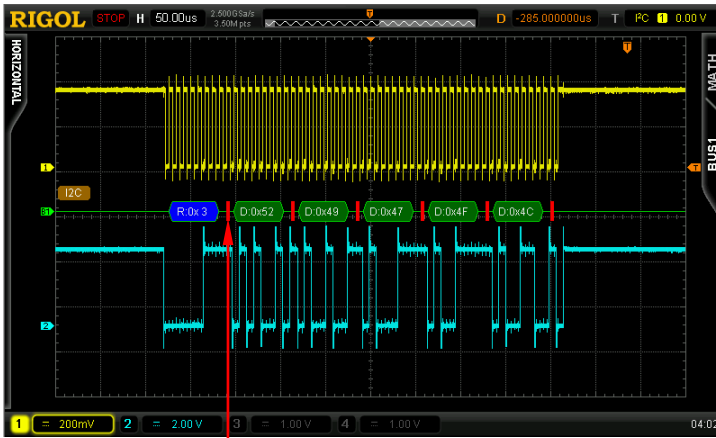 RIGOL STOP H 50.00us 2.500GSa/s 3.50M pts D -285.000000us T I²C 1 0.00 V
HORIZONTAL
MATH
BUS1
T
1
T
I2C
B1 R:0x 3 D:0x52 D:0x49 D:0x47 D:0x4F D:0x4C
2
1 = 200mV 2 = 2.00 V 3 = 1.00 V 4 = 1.00 V 04:02